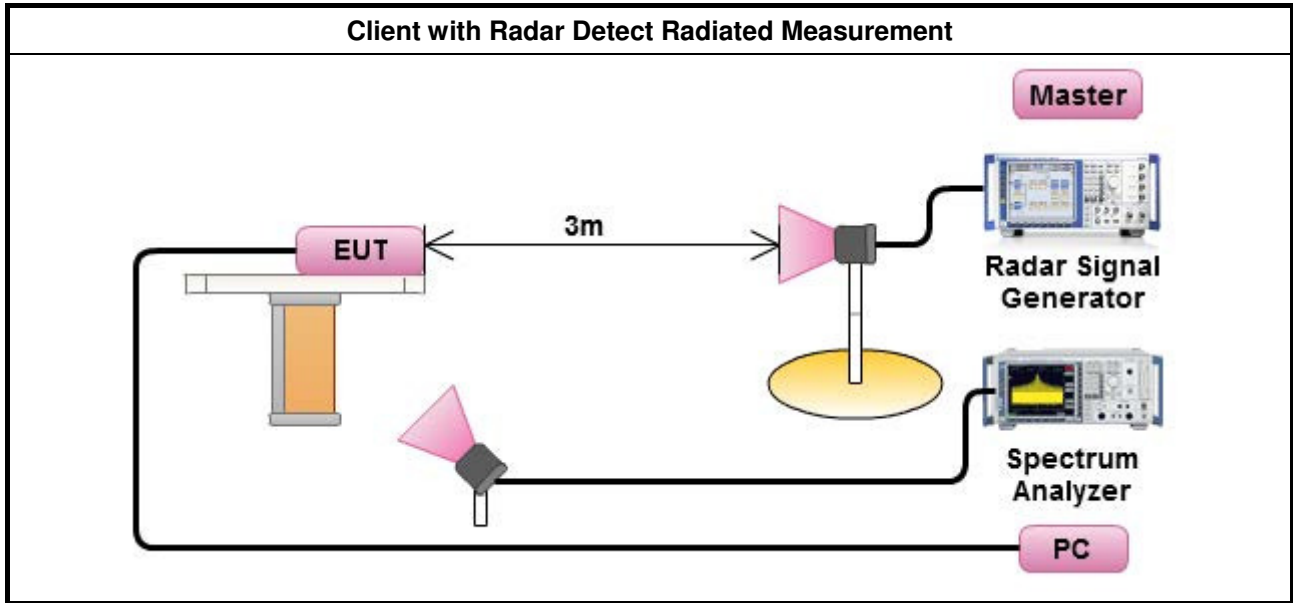 Client with Radar Detect Radiated Measurement
Master
3m
EUT
Radar Signal
Generator
Spectrum
Analyzer
PC